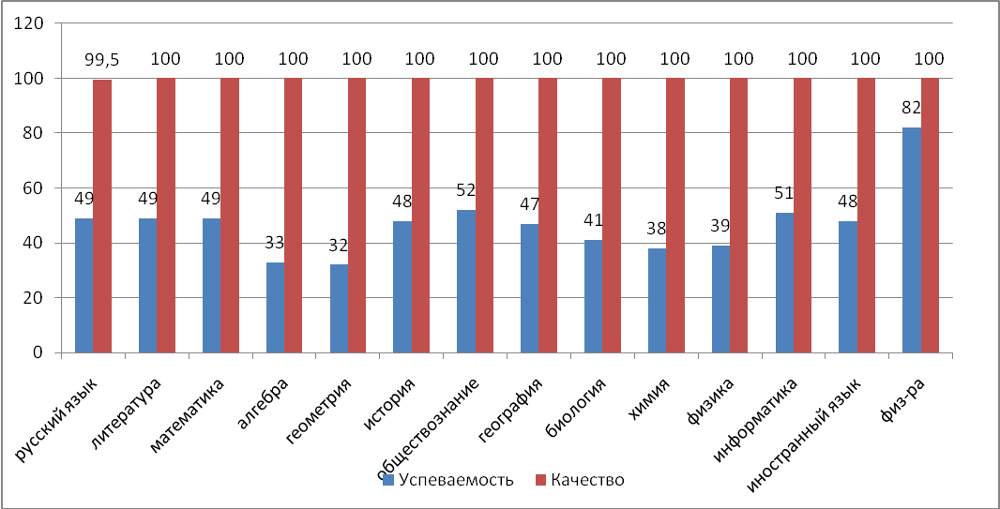 120
100
80
60
40
20
0
99,5 100 100 100 100 100 100 100 100 100 100 100 100 100
49 49 49 33 32 48 52 47 41 38 39 51 48 82
русский язык
литература
математика
алгебра
геометрия
история
обществознание
география
биология
химия
физика
информатика
иностранный язык
физ-ра
Успеваемость Качество